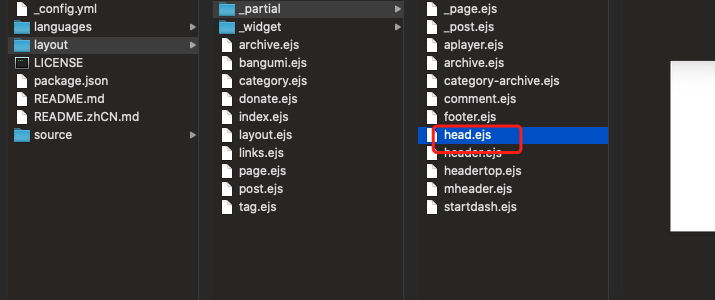 _config.yml
languages
layout
LICENSE
package.json
README.md
README.zhCN.md
source
_partial
_widget
archive.ejs
bangumi.ejs
category.ejs
donate.ejs
index.ejs
layout.ejs
links.ejs
page.ejs
post.ejs
tag.ejs
_page.ejs
_post.ejs
aplayer.ejs
archive.ejs
category-archive.ejs
comment.ejs
footer.ejs
head.ejs
header.ejs
headertop.ejs
mheader.ejs
startdash.ejs